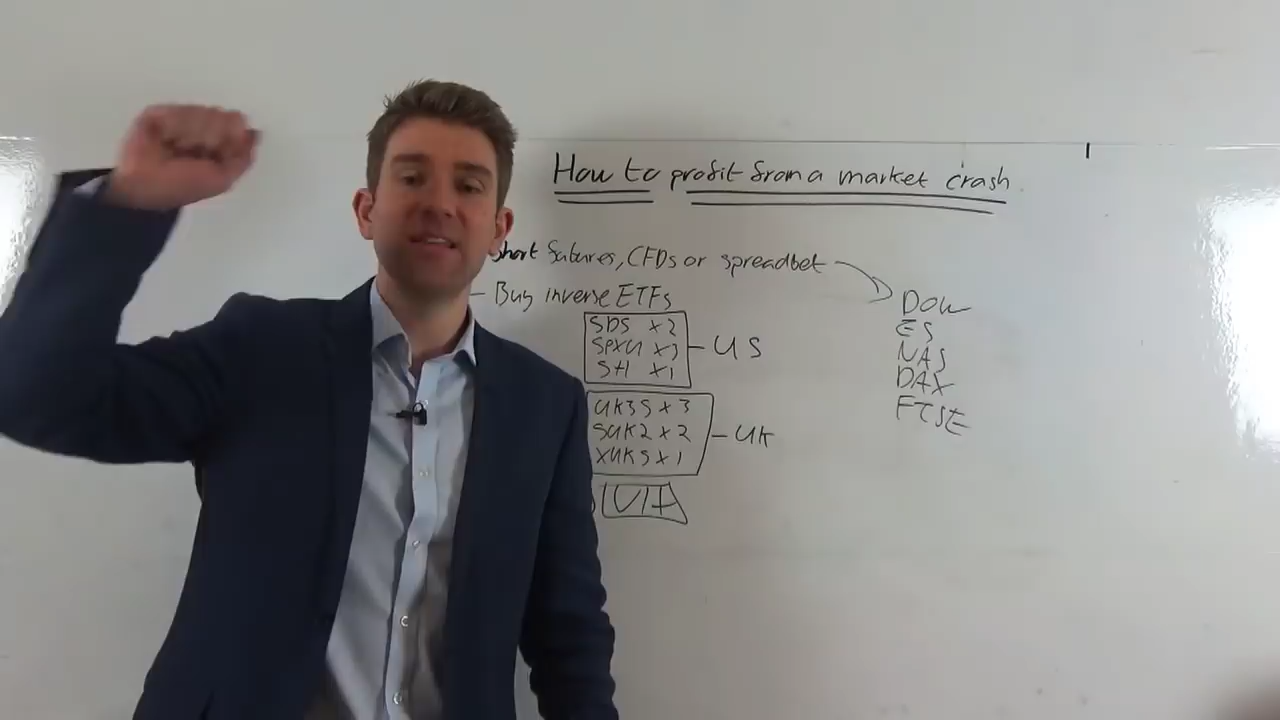 How to profit from a market crash
short futures, CFDs or spreadbet
- Buy inverse ETFs
SDS x2
SPXU x3
SH x1
- US
UK3S x3
SUK2 x2
XUKS x1
- UK
DOW
ES
NAS
DAX
FTSE